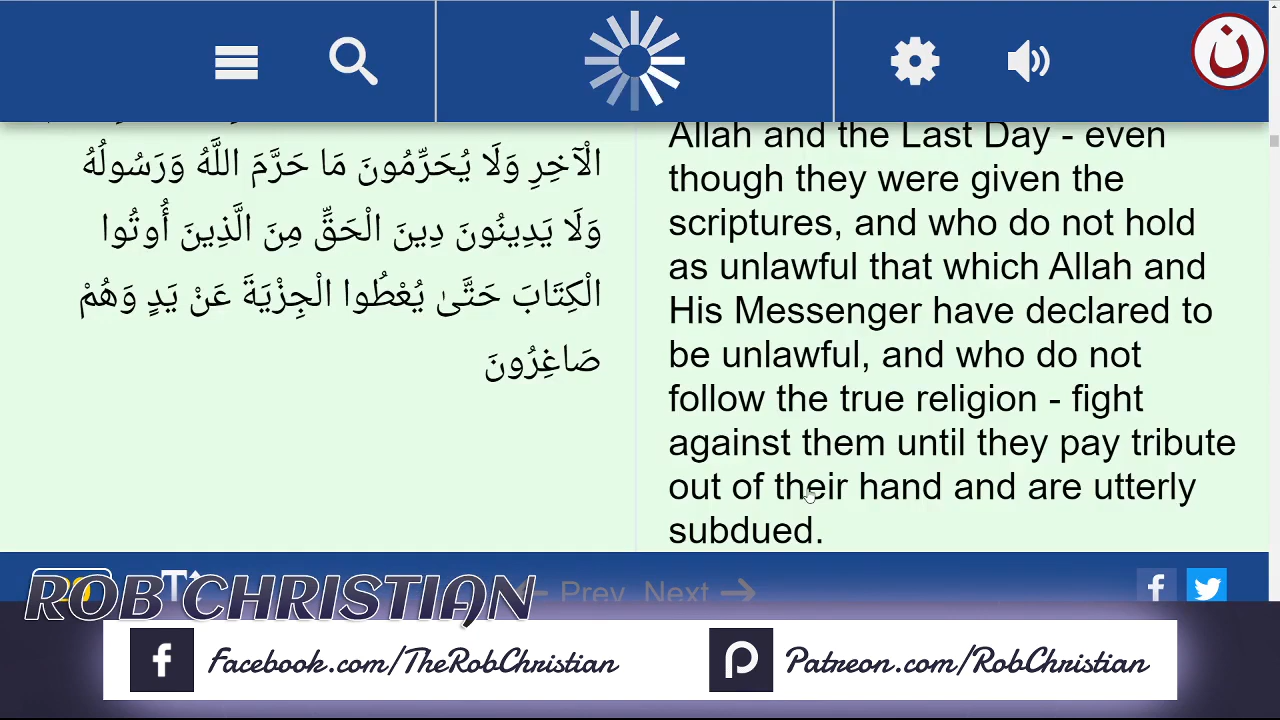 ن
الْآخِرِ وَلَا يُحَرِّمُونَ مَا حَرَّمَ اللَّهُ وَرَسُولُهُ
وَلَا يَدِينُونَ دِينَ الْحَقِّ مِنَ الَّذِينَ أُوتُوا
الْكِتَابَ حَتَّىٰ يُعْطُوا الْجِزْيَةَ عَنْ يَدٍ وَهُمْ
صَاغِرُونَ
Allah and the Last Day - even
though they were given the
scriptures, and who do not hold
as unlawful that which Allah and
His Messenger have declared to
be unlawful, and who do not
follow the true religion - fight
against them until they pay tribute
out of their hand and are utterly
subdued.
T
Prev Next
ROB CHRISTIAN
Facebook.com/TheRobChristian
Patreon.com/RobChristian